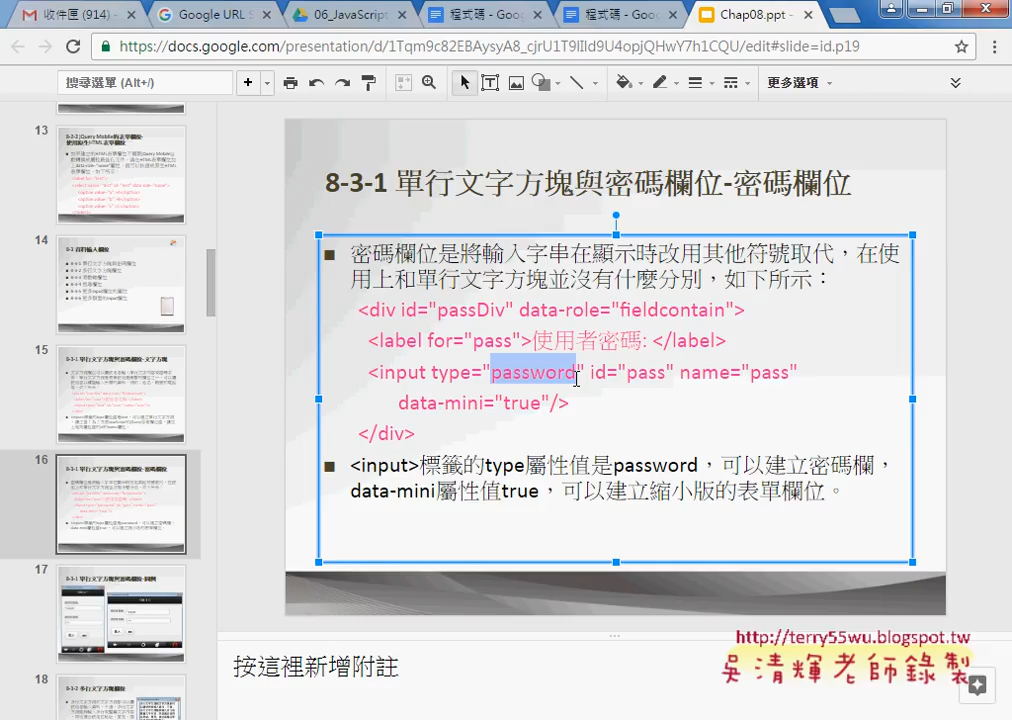 收件匣 (914) -
Google URL S
06_JavaScript
程式碼 - Goo
程式碼 - Goo
Chap08.ppt -
https://docs.google.com/presentation/d/1Tqm9c82EBAysyA8_cjrU1T9lIld9U4opjQHwY7h1CQU/edit#slide=id.p19
搜尋選單 (Alt+/)
更多選項
13
14
15
16
17
18
8-3-1 單行文字方塊與密碼欄位-密碼欄位
密碼欄位是將輸入字串在顯示時改用其他符號取代，在使
用上和單行文字方塊並沒有什麼分別，如下所示：
<div id="passDiv" data-role="fieldcontain">
<label for="pass">使用者密碼: </label>
<input type="password" id="pass" name="pass"
data-mini="true"/>
</div>
<input>標籤的type屬性值是password，可以建立密碼欄，
data-mini屬性值true，可以建立縮小版的表單欄位。
按這裡新增附註
http://terry55wu.blogspot.tw
吳清輝老師錄製